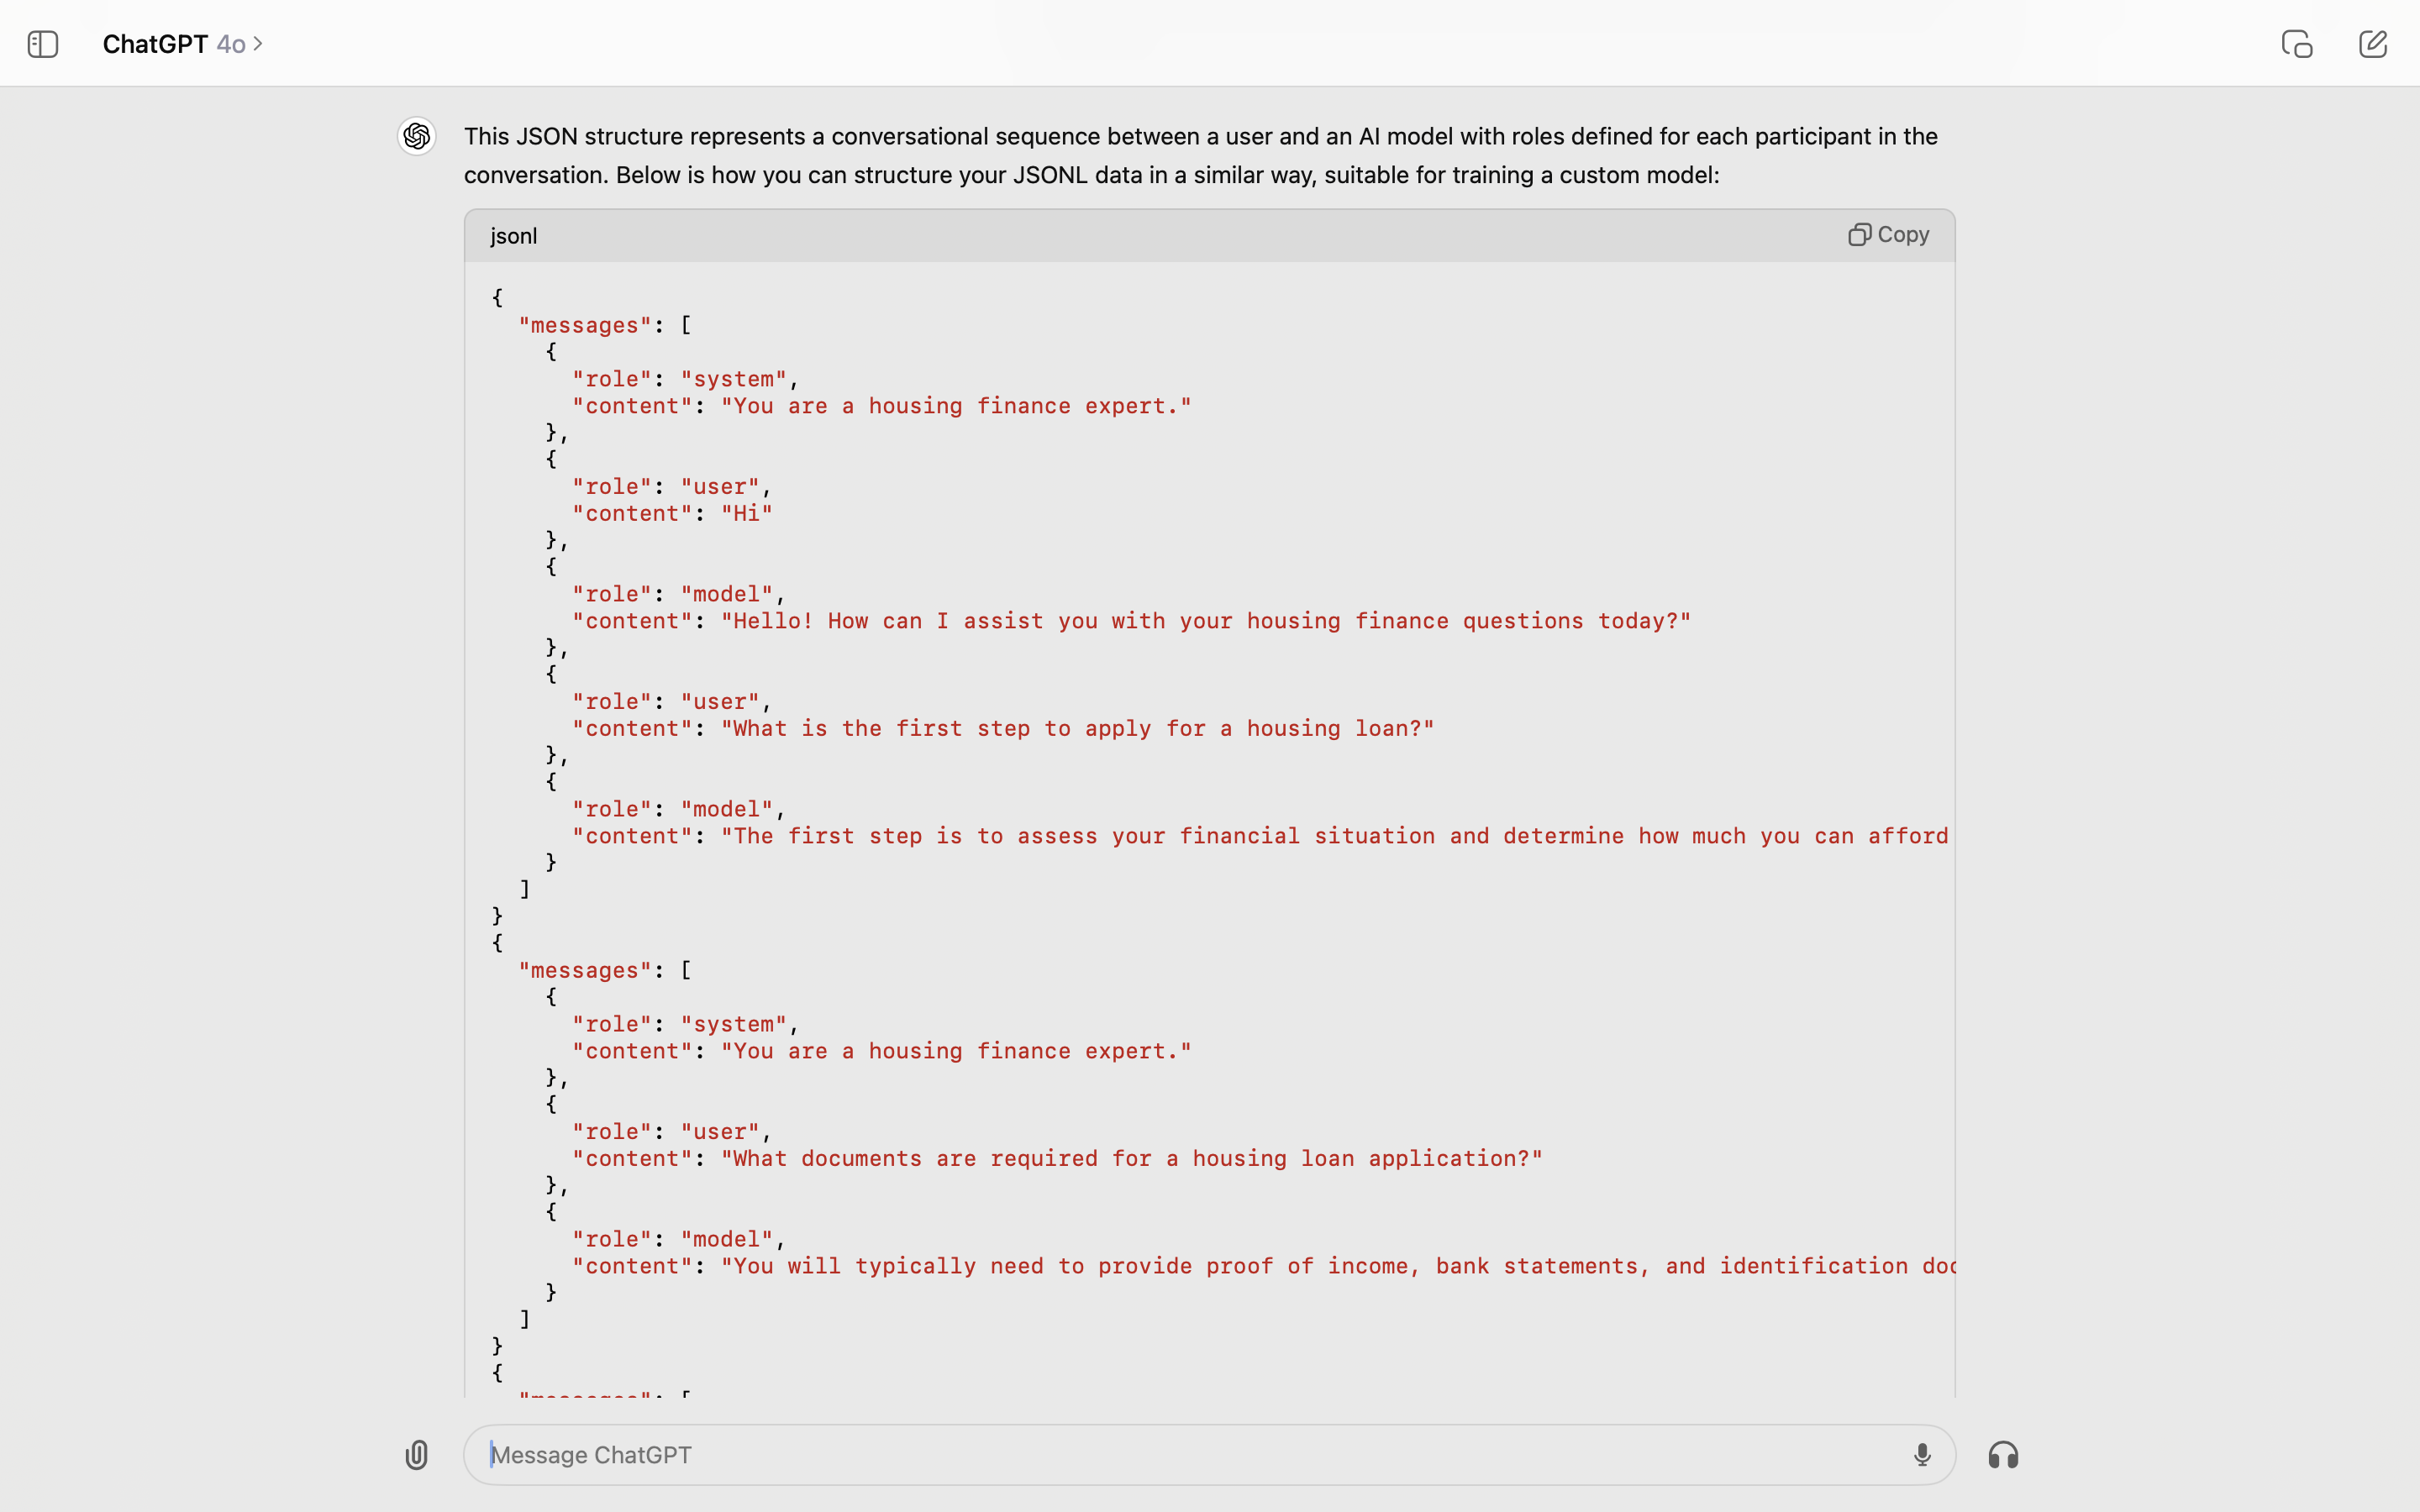 ChatGPT 4o
This JSON structure represents a conversational sequence between a user and an AI model with roles defined for each participant in the
conversation. Below is how you can structure your JSONL data in a similar way, suitable for training a custom model:
jsonl
Copy
{
  "messages": [
    {
      "role": "system",
      "content": "You are a housing finance expert."
    },
    {
      "role": "user",
      "content": "Hi"
    },
    {
      "role": "model",
      "content": "Hello! How can I assist you with your housing finance questions today?"
    },
    {
      "role": "user",
      "content": "What is the first step to apply for a housing loan?"
    },
    {
      "role": "model",
      "content": "The first step is to assess your financial situation and determine how much you can afford
    }
  ]
}
{
  "messages": [
    {
      "role": "system",
      "content": "You are a housing finance expert."
    },
    {
      "role": "user",
      "content": "What documents are required for a housing loan application?"
    },
    {
      "role": "model",
      "content": "You will typically need to provide proof of income, bank statements, and identification
    }
  ]
}
{
  "messages": [
Message ChatGPT